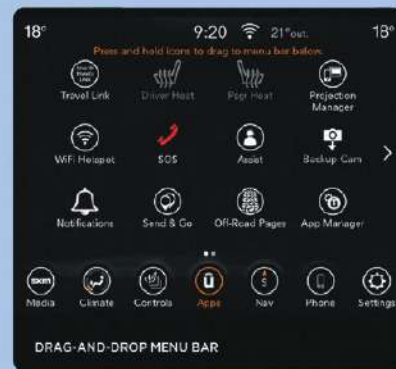 18° 9:20 21° out. 18°
Press and hold icons to drag to menu bar below.
Travel Link Driver Heat Psgr Heat Projection
Manager
WiFi Hotspot SOS Assist Backup Cam
Notifications Send & Go Off-Road Pages App Manager
SXM ū S
Media Climate Controls Apps Nav Phone Settings
DRAG-AND-DROP MENU BAR